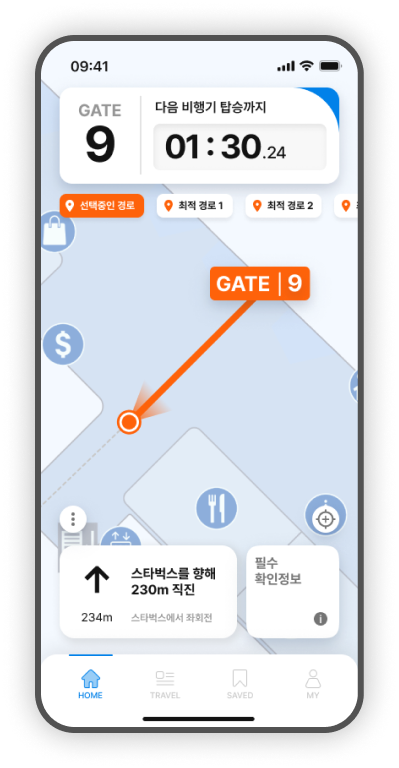 09:41
GATE
9
다음 비행기 탑승까지
01 : 30.24
선택중인 경로
최적 경로 1
최적 경로 2
GATE | 9
$
스타벅스를 향해
230m 직진
234m
스타벅스에서 좌회전
필수
확인정보
i
HOME
TRAVEL
SAVED
MY